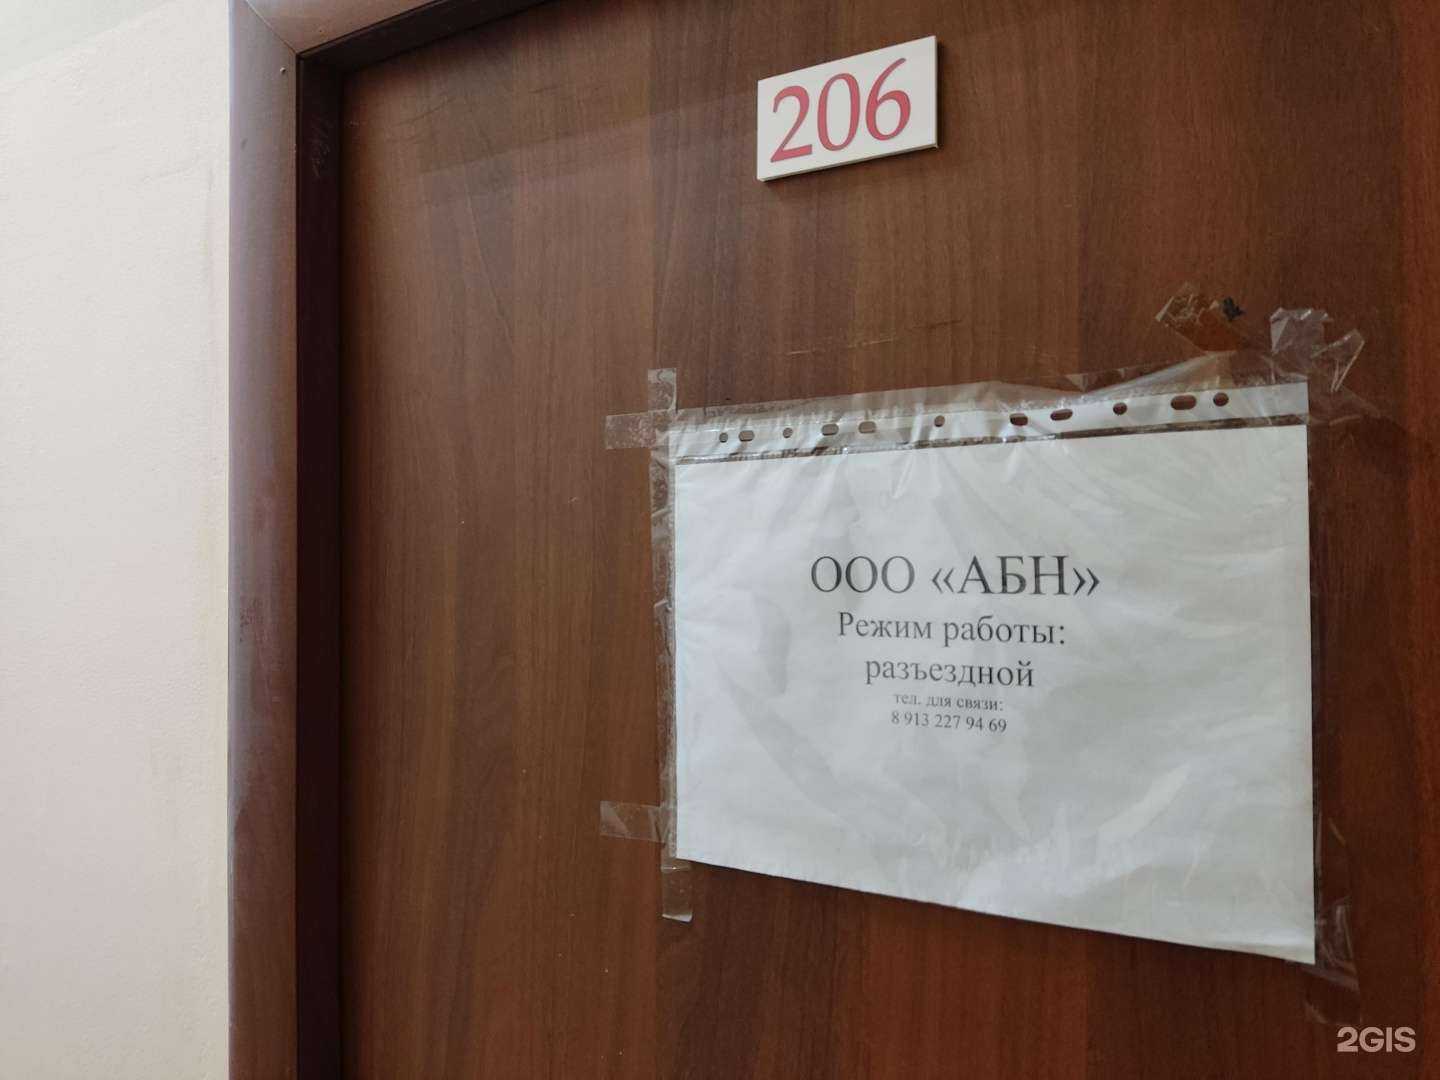 206
ООО «АБН»
Режим работы:
разъездной
тел. для связи:
8 913 227 94 69
2GIS